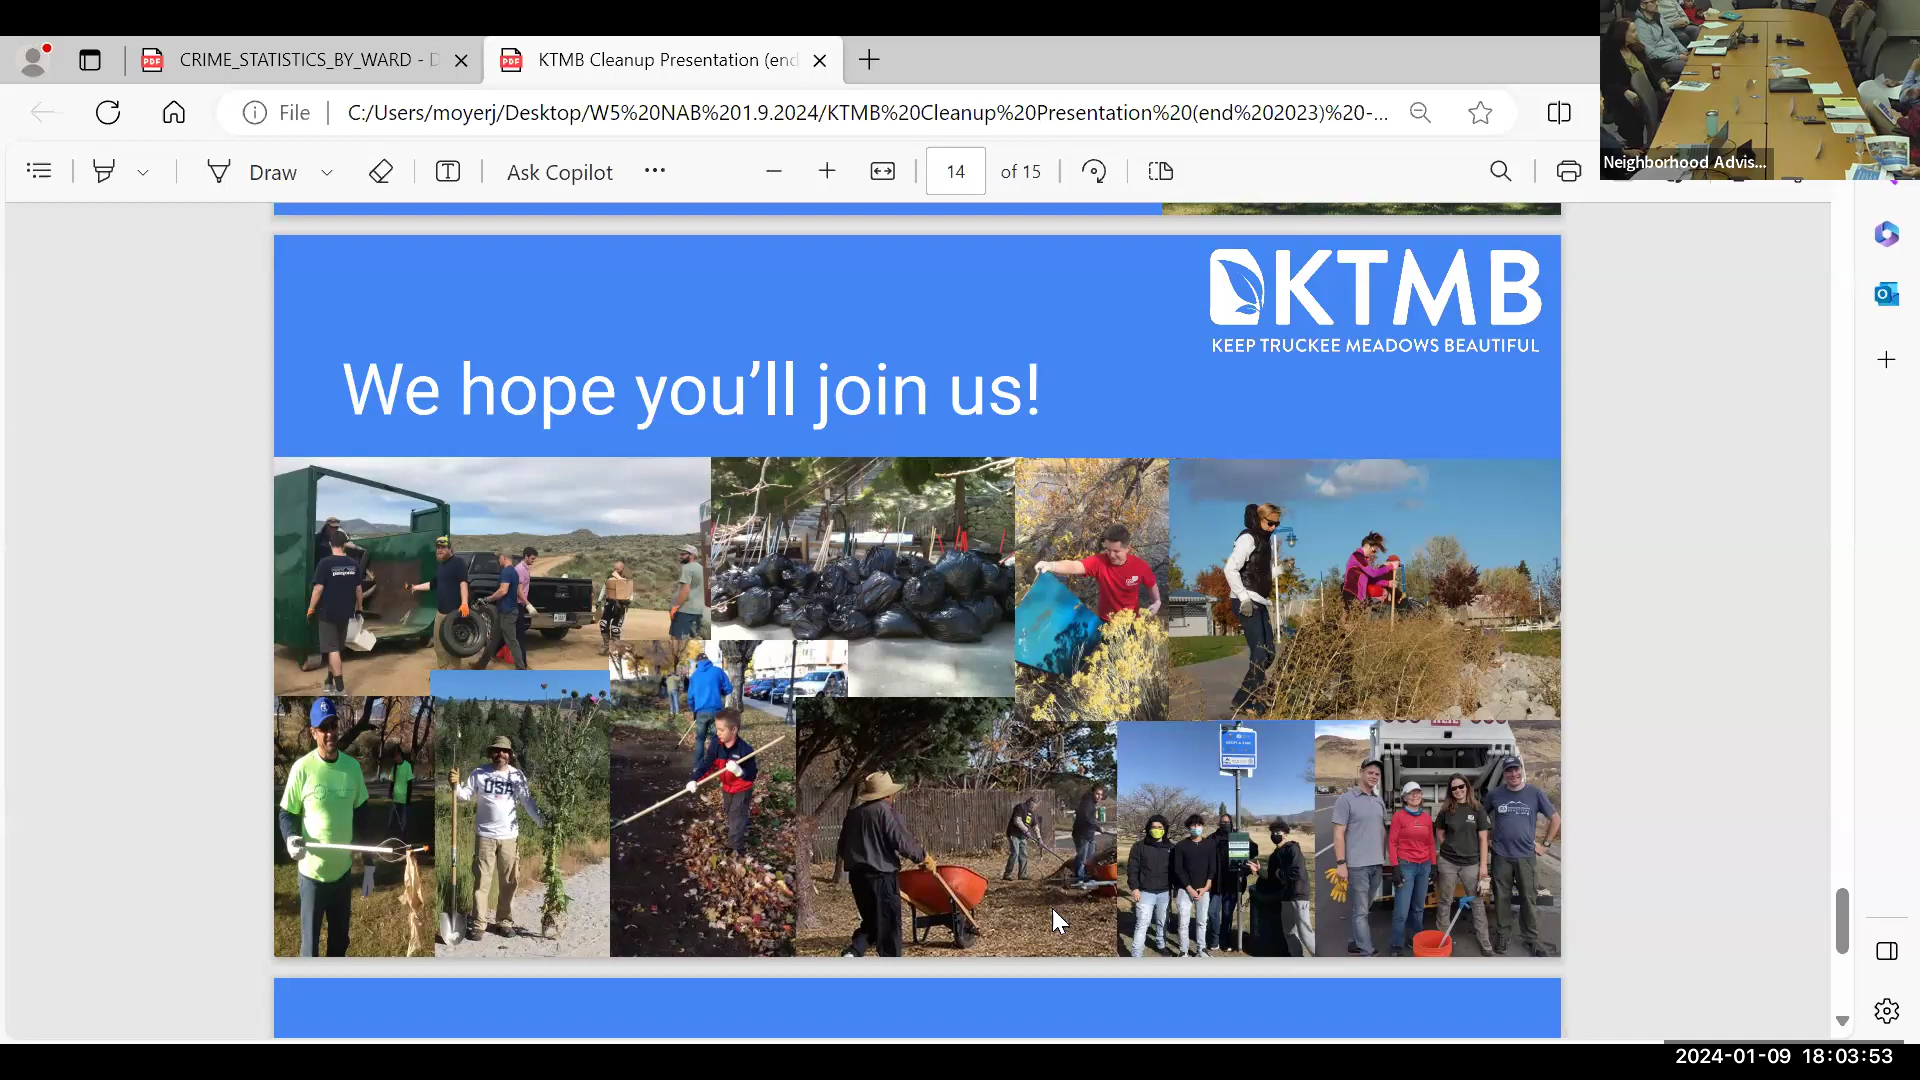 CRIME_STATISTICS_BY_WARD - D
KTMB Cleanup Presentation (end
File
C:/Users/moyerj/Desktop/W5%20NAB%201.9.2024/KTMB%20Cleanup%20Presentation%20(end%202023)%20-...
Neighborhood Advis...
Draw
Ask Copilot
14
of 15
KTMB
KEEP TRUCKEE MEADOWS BEAUTIFUL
We hope you’ll join us!
USA
2024-01-09 18:03:53